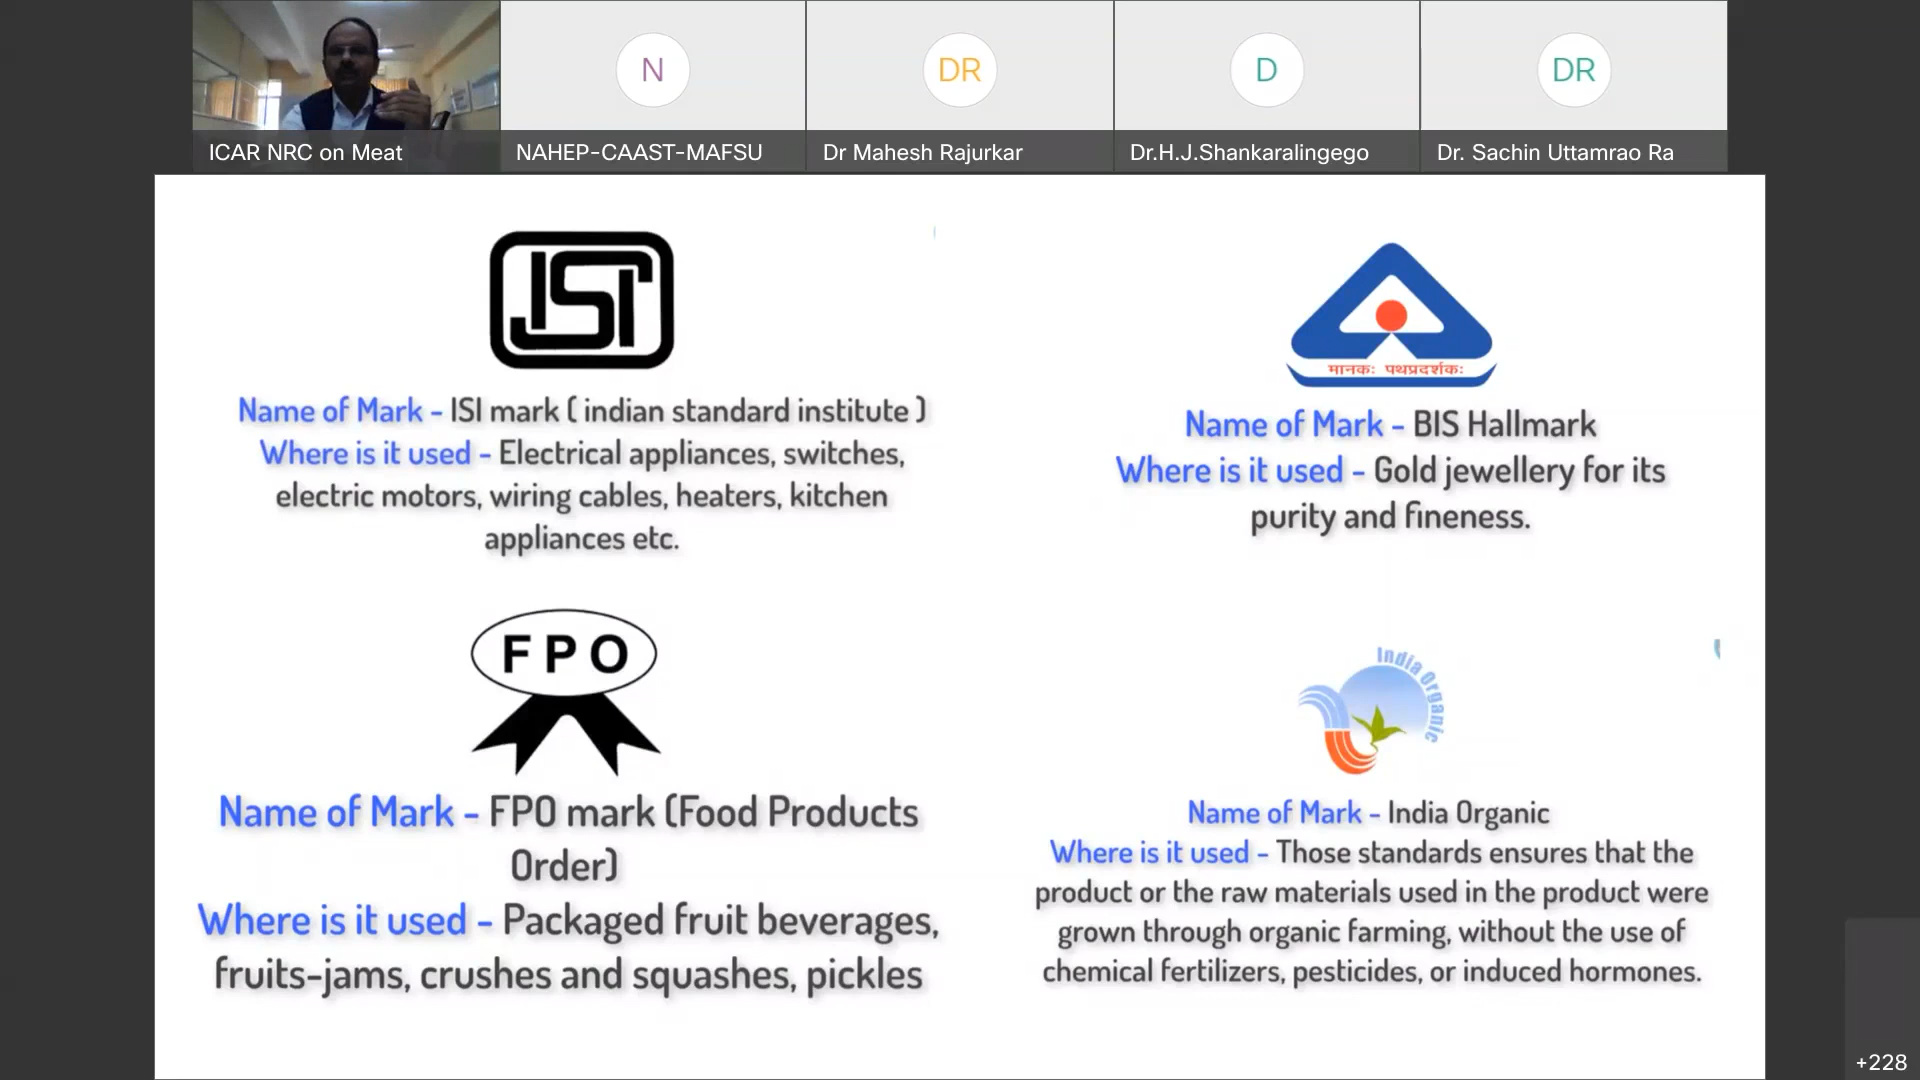 N
DR
D
DR
ICAR NRC on Meat
NAHEP-CAAST-MAFSU
Dr Mahesh Rajurkar
Dr.H.J.Shankaralingego
Dr. Sachin Uttamrao Ra
ISI
Name of Mark - ISI mark ( indian standard institute )
Where is it used - Electrical appliances, switches,
electric motors, wiring cables, heaters, kitchen
appliances etc.
मानकः पथप्रदर्शकः
Name of Mark - BIS Hallmark
Where is it used - Gold jewellery for its
purity and fineness.
FPO
Name of Mark - FPO mark (Food Products
Order)
Where is it used - Packaged fruit beverages,
fruits-jams, crushes and squashes, pickles
India Organic
Name of Mark - India Organic
Where is it used - Those standards ensures that the
product or the raw materials used in the product were
grown through organic farming, without the use of
chemical fertilizers, pesticides, or induced hormones.
+228